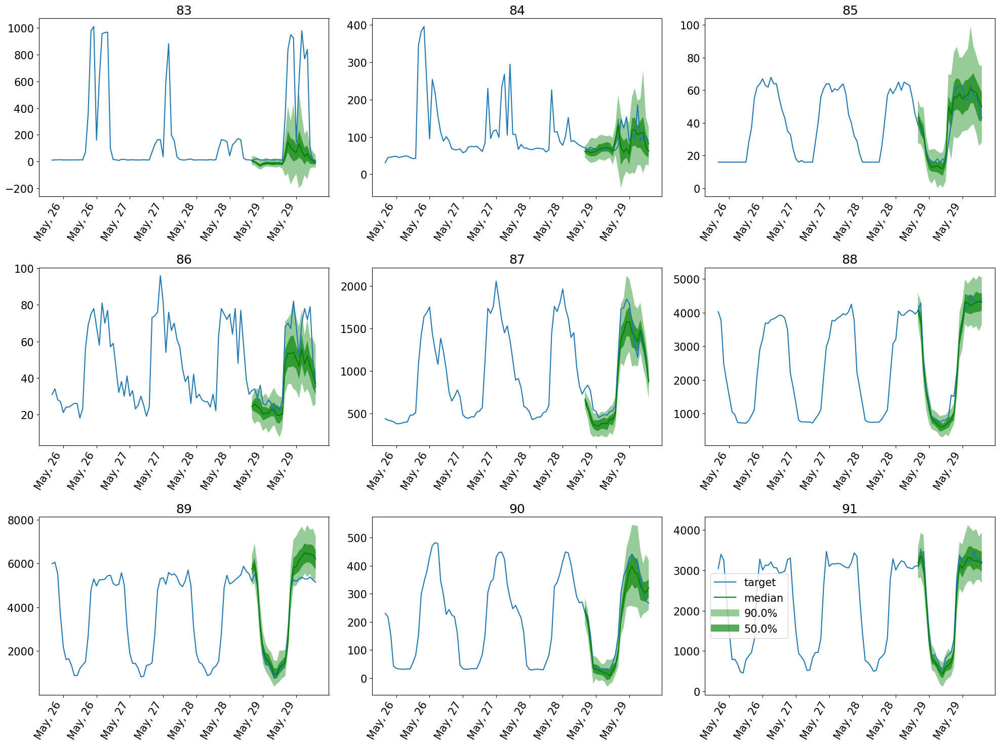 83
84
85
1000
800
600
400
200
0
−200
400
300
200
100
0
100
80
60
40
20
0
May, 26
May, 26
May, 27
May, 27
May, 28
May, 28
May, 29
May, 29
May, 26
May, 26
May, 27
May, 27
May, 28
May, 28
May, 29
May, 29
May, 26
May, 26
May, 27
May, 27
May, 28
May, 28
May, 29
May, 29
86
87
88
100
80
60
40
20
2000
1500
1000
500
5000
4000
3000
2000
1000
May, 26
May, 26
May, 27
May, 27
May, 28
May, 28
May, 29
May, 29
May, 26
May, 26
May, 27
May, 27
May, 28
May, 28
May, 29
May, 29
May, 26
May, 26
May, 27
May, 27
May, 28
May, 28
May, 29
May, 29
89
90
91
8000
6000
4000
2000
500
400
300
200
100
0
4000
3000
2000
1000
0
target
median
90.0%
50.0%
May, 26
May, 26
May, 27
May, 27
May, 28
May, 28
May, 29
May, 29
May, 26
May, 26
May, 27
May, 27
May, 28
May, 28
May, 29
May, 29
May, 26
May, 26
May, 27
May, 27
May, 28
May, 28
May, 29
May, 29